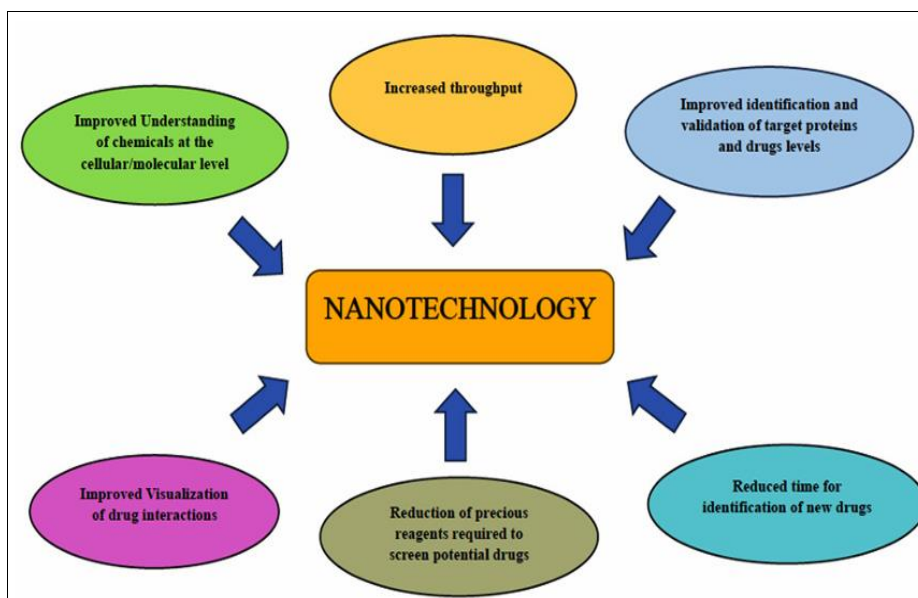 Increased throughput
Improved Understanding
of chemicals at the
cellular/molecular level
Improved identification and
validation of target proteins
and drugs levels
NANOTECHNOLOGY
Improved Visualization
of drug interactions
Reduction of precious
reagents required to
screen potential drugs
Reduced time for
identification of new drugs